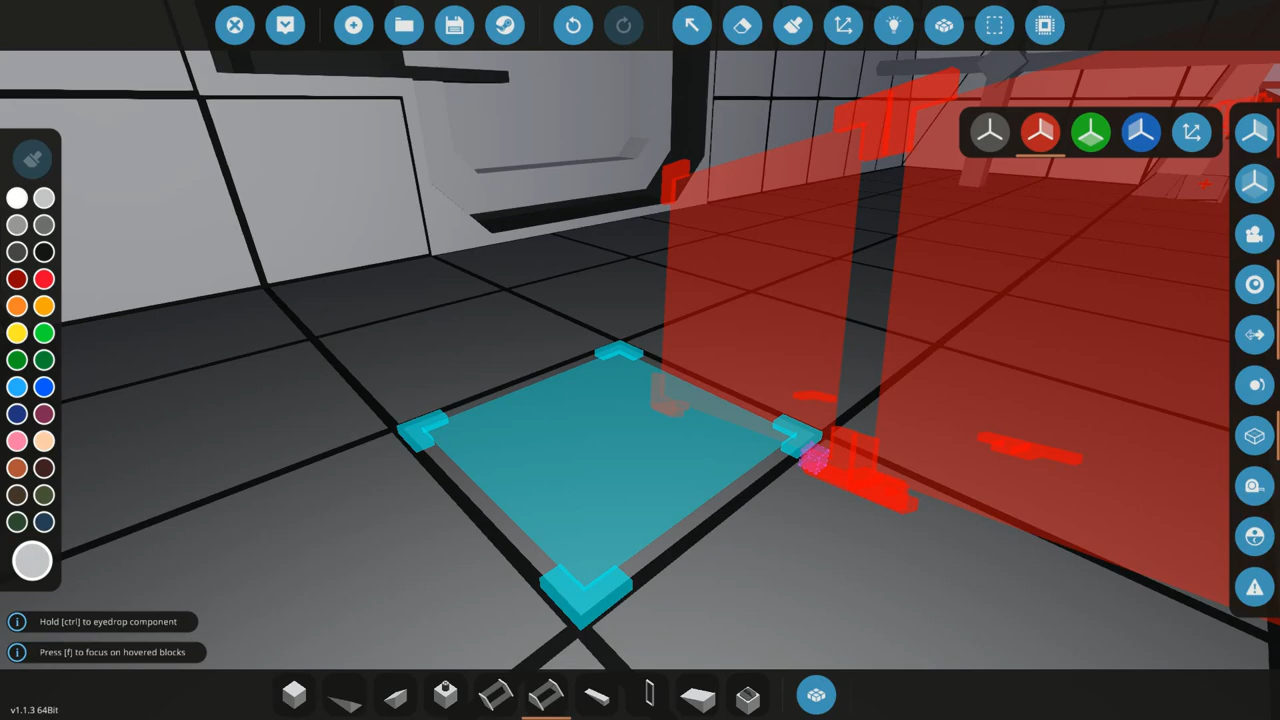 Hold [ctrl] to eyedrop component
Press [f] to focus on hovered blocks
v1.1.3 64Bit